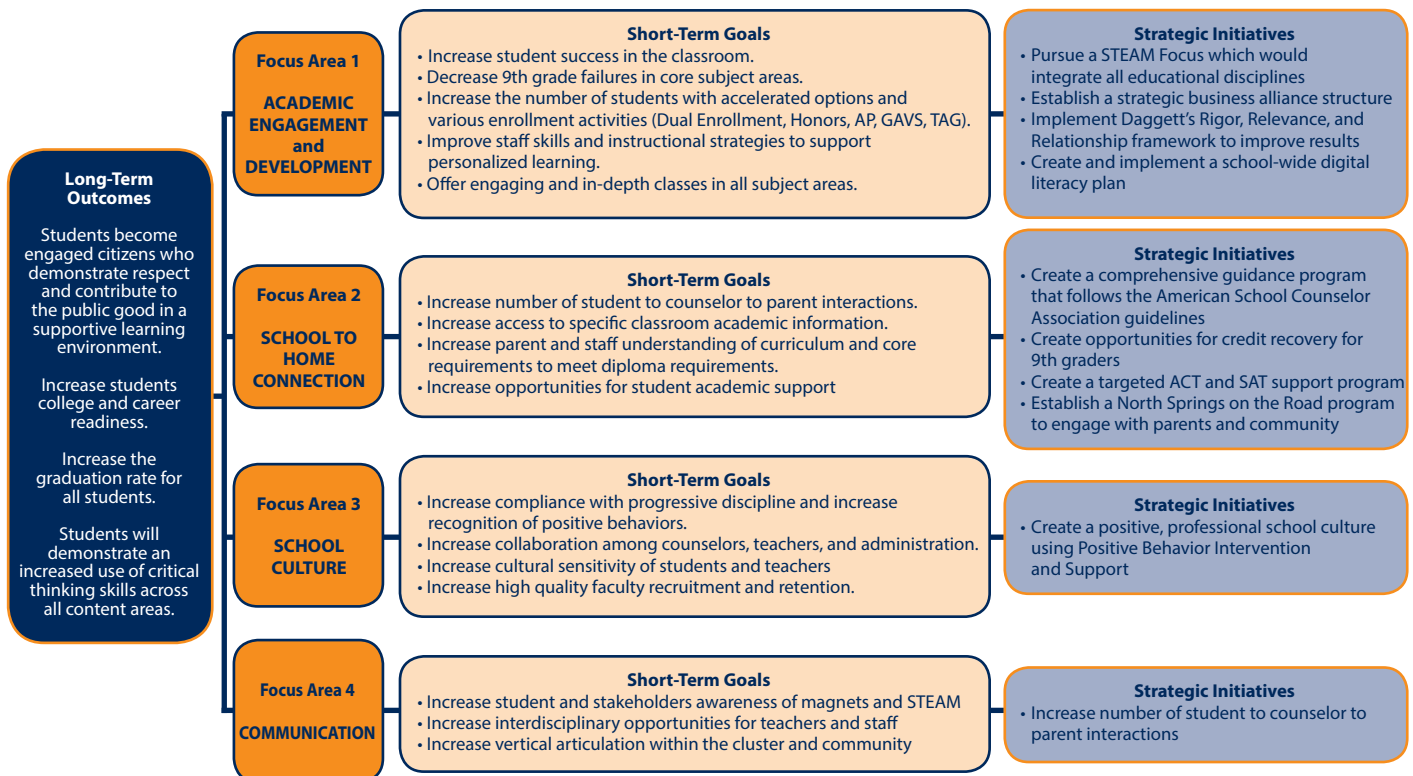 Long-Term
Outcomes
Students become
engaged citizens who
demonstrate respect
and contribute to
the public good in a
supportive learning
environment.
Increase students
college and career
readiness.
Increase the
graduation rate for
all students.
Students will
demonstrate an
increased use of critical
thinking skills across
all content areas.
Focus Area 1
ACADEMIC
ENGAGEMENT
and
DEVELOPMENT
Short-Term Goals
• Increase student success in the classroom.
• Decrease 9th grade failures in core subject areas.
• Increase the number of students with accelerated options and
various enrollment activities (Dual Enrollment, Honors, AP, GAVS, TAG).
• Improve staff skills and instructional strategies to support
personalized learning.
• Offer engaging and in-depth classes in all subject areas.
Strategic Initiatives
• Pursue a STEAM Focus which would
integrate all educational disciplines
• Establish a strategic business alliance structure
• Implement Daggett's Rigor, Relevance, and
Relationship framework to improve results
• Create and implement a school-wide digital
literacy plan
Focus Area 2
SCHOOL TO
HOME
CONNECTION
Short-Term Goals
• Increase number of student to counselor to parent interactions.
• Increase access to specific classroom academic information.
• Increase parent and staff understanding of curriculum and core
requirements to meet diploma requirements.
• Increase opportunities for student academic support
Strategic Initiatives
• Create a comprehensive guidance program
that follows the American School Counselor
Association guidelines
• Create opportunities for credit recovery for
9th graders
• Create a targeted ACT and SAT support program
• Establish a North Springs on the Road program
to engage with parents and community
Focus Area 3
SCHOOL
CULTURE
Short-Term Goals
• Increase compliance with progressive discipline and increase
recognition of positive behaviors.
• Increase collaboration among counselors, teachers, and administration.
• Increase cultural sensitivity of students and teachers
• Increase high quality faculty recruitment and retention.
Strategic Initiatives
• Create a positive, professional school culture
using Positive Behavior Intervention
and Support
Focus Area 4
COMMUNICATION
Short-Term Goals
• Increase student and stakeholders awareness of magnets and STEAM
• Increase interdisciplinary opportunities for teachers and staff
• Increase vertical articulation within the cluster and community
Strategic Initiatives
• Increase number of student to counselor to
parent interactions